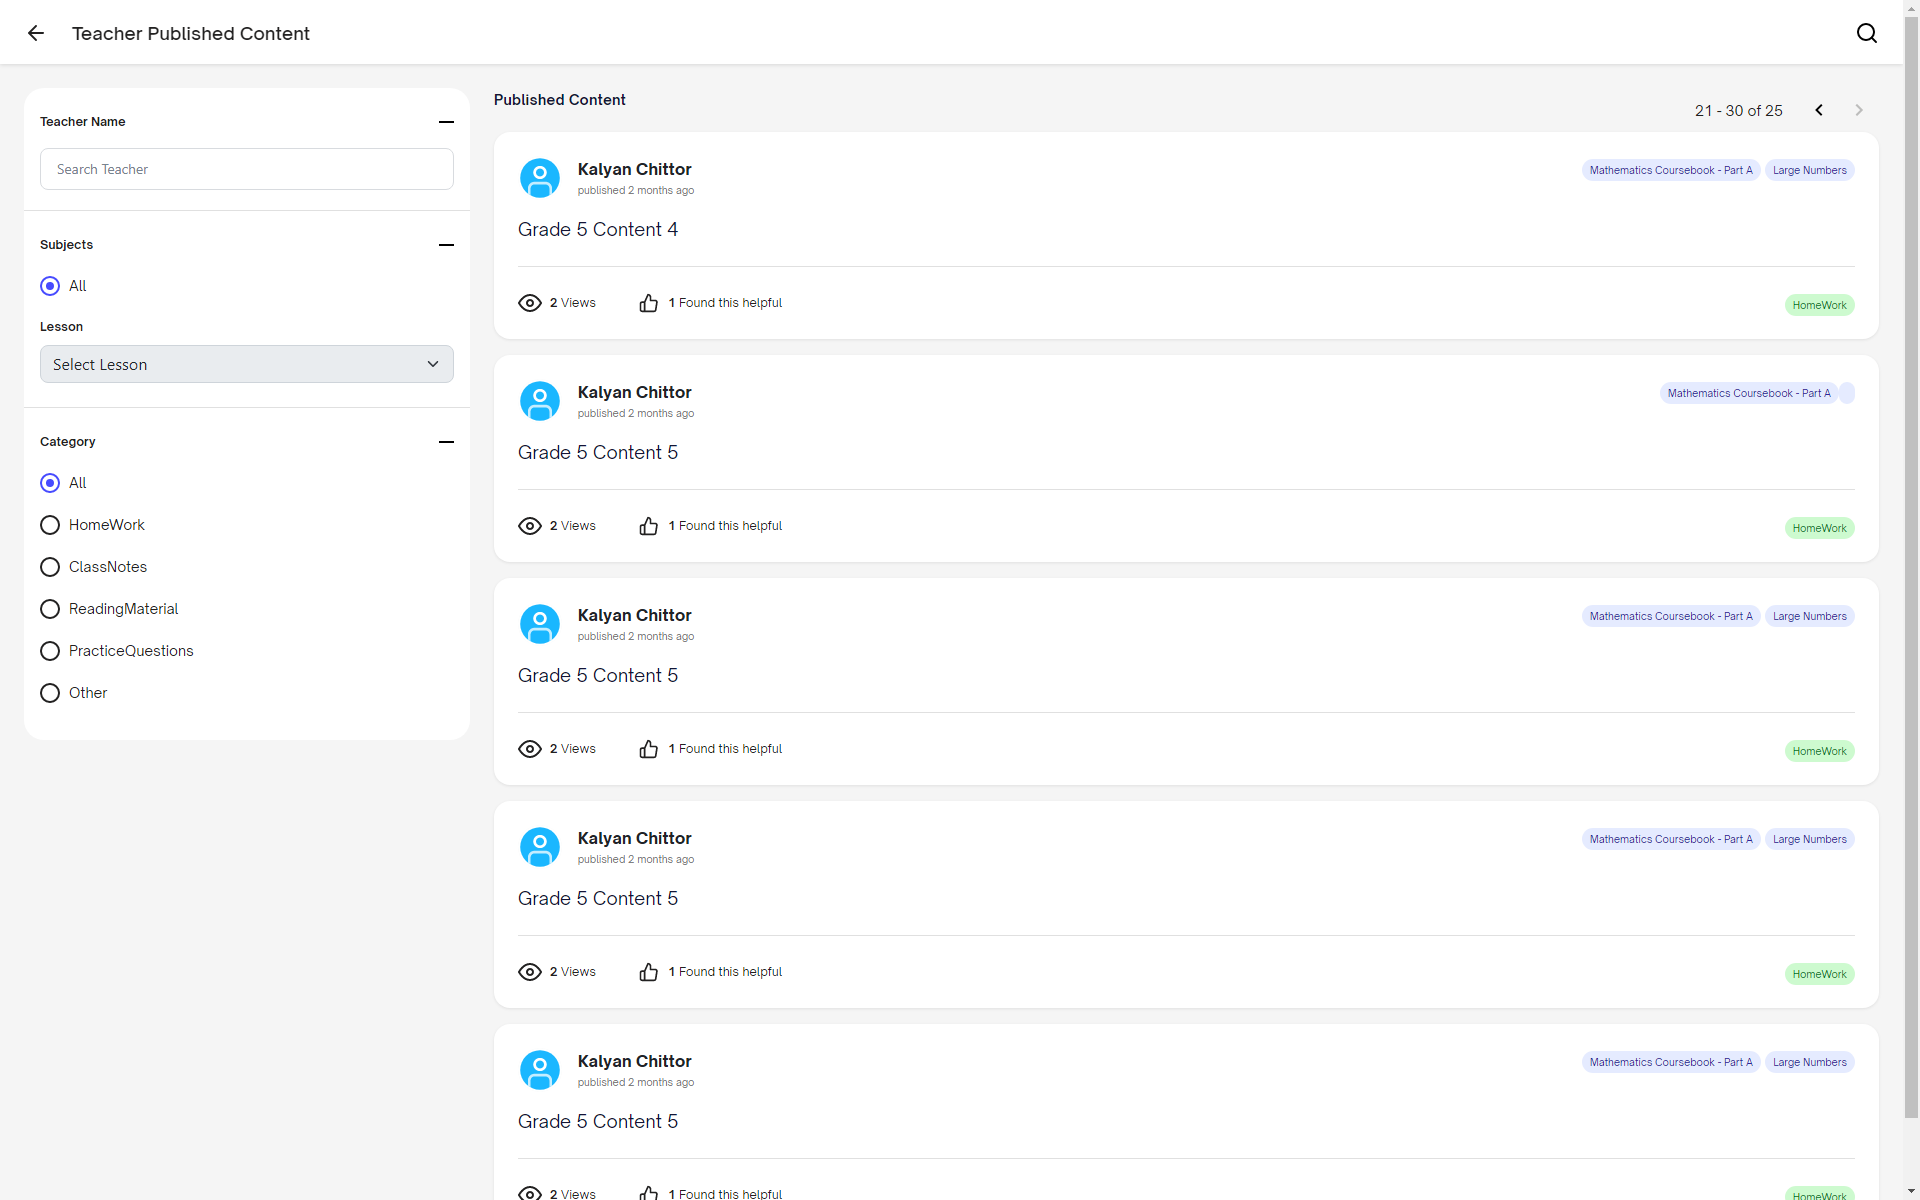 Teacher Published Content
Teacher Name
Search Teacher
Subjects
All
Lesson
Select Lesson
Category
All
HomeWork
ClassNotes
ReadingMaterial
PracticeQuestions
Other
Published Content
21 - 30 of 25
Kalyan Chittor
published 2 months ago
Mathematics Coursebook - Part A Large Numbers
Grade 5 Content 4
2 Views 1 Found this helpful
HomeWork
Kalyan Chittor
published 2 months ago
Mathematics Coursebook - Part A
Grade 5 Content 5
2 Views 1 Found this helpful
HomeWork
Kalyan Chittor
published 2 months ago
Mathematics Coursebook - Part A Large Numbers
Grade 5 Content 5
2 Views 1 Found this helpful
HomeWork
Kalyan Chittor
published 2 months ago
Mathematics Coursebook - Part A Large Numbers
Grade 5 Content 5
2 Views 1 Found this helpful
HomeWork
Kalyan Chittor
published 2 months ago
Mathematics Coursebook - Part A Large Numbers
Grade 5 Content 5
2 Views 1 Found this helpful
HomeWork